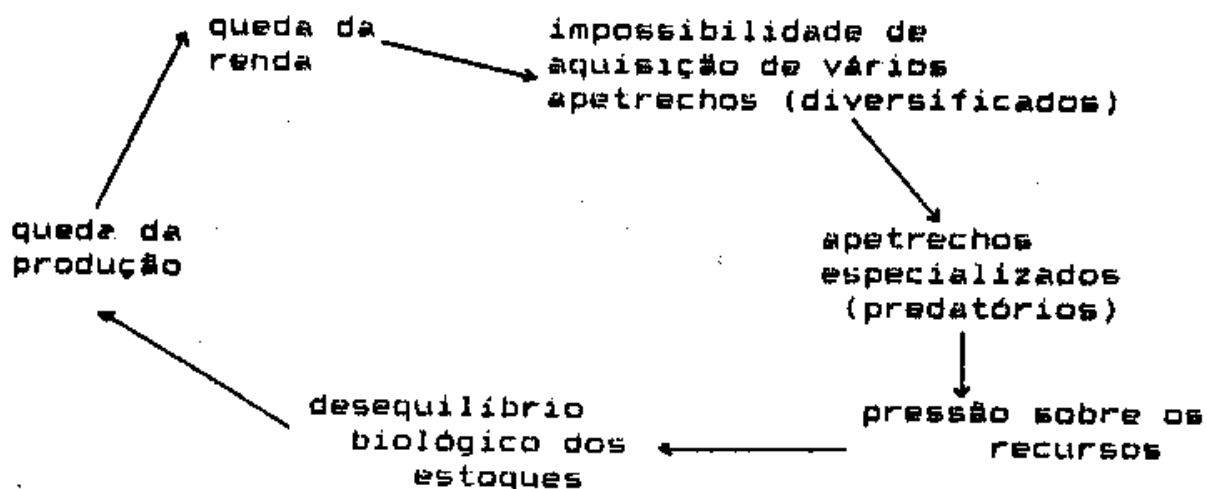 queda da
renda
impossibilidade de
aquisição de vários
apetrechos (diversificados)
apetrechos
especializados
(predatórios)
pressão sobre os
recursos
desequilíbrio
biológico dos
estoques
queda da
produção